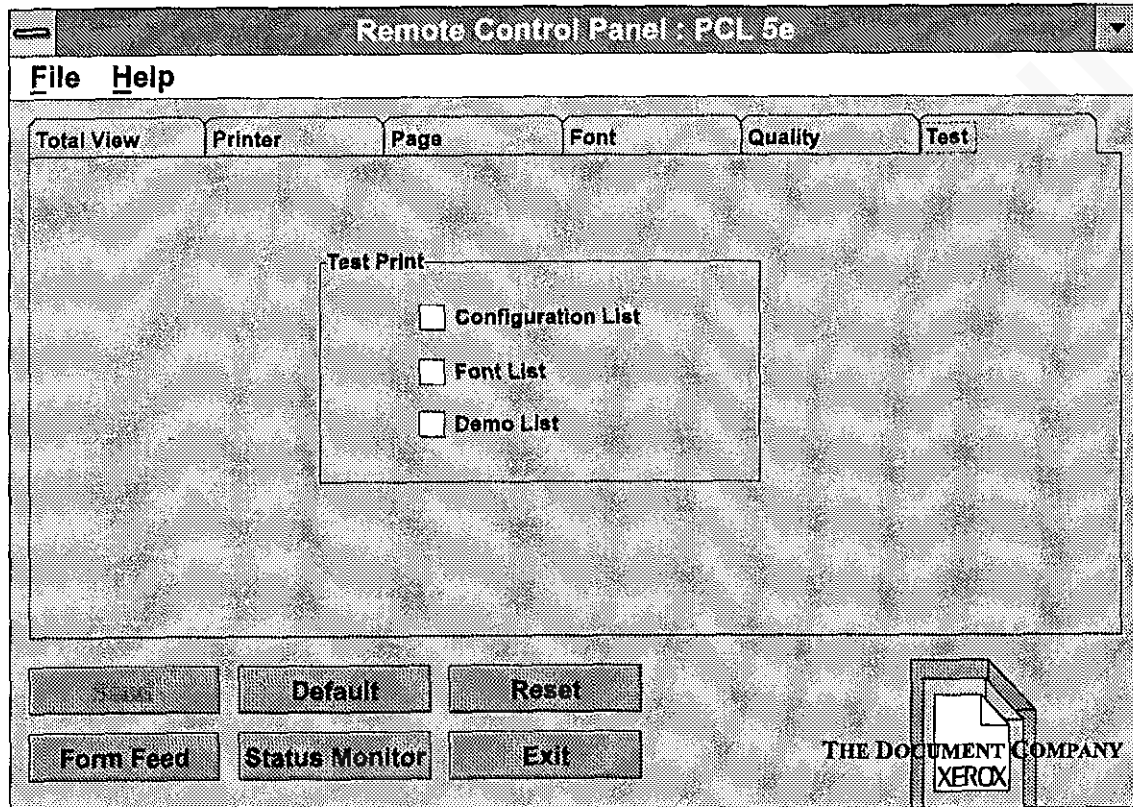 Remote Control Panel : PCL 5e
File Help
Total View Printer Page Font Quality Test
Test Print
Configuration List
Font List
Demo List
Default Reset
Form Feed Status Monitor Exit
THE DOCUMENT COMPANY
XEROX